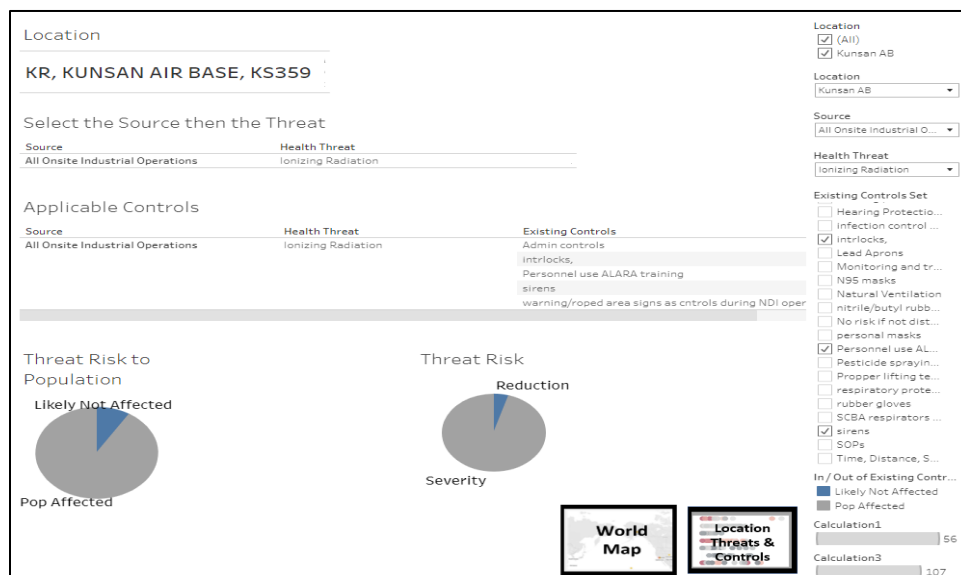 Location
KR, KUNSAN AIR BASE, KS359
Select the Source then the Threat
Source Health Threat
All Onsite Industrial Operations Ionizing Radiation
Applicable Controls
Source Health Threat Existing Controls
All Onsite Industrial Operations Ionizing Radiation Admin controls
intrlocks,
Personnel use ALARA training
sirens
warning/roped area signs as cntrols during NDI oper
Threat Risk to
Population
Likely Not Affected
Pop Affected
Threat Risk
Reduction
Severity
World
Map
Location
Threats &
Controls
Location
(All)
Kunsan AB
Location
Kunsan AB
Source
All Onsite Industrial O...
Health Threat
Ionizing Radiation
Existing Controls Set
Hearing Protectio...
infection control ...
intrlocks,
Lead Aprons
Monitoring and tr...
N95 masks
Natural Ventilation
nitrile/butyl rubb...
No risk if not dist...
personal masks
Personnel use AL...
Pesticide sprayin...
Propper lifting te...
respiratory prote...
rubber gloves
SCBA respirators ...
sirens
SOPs
Time, Distance, S...
In / Out of Existing Contr...
Likely Not Affected
Pop Affected
Calculation1
56
Calculation3
107